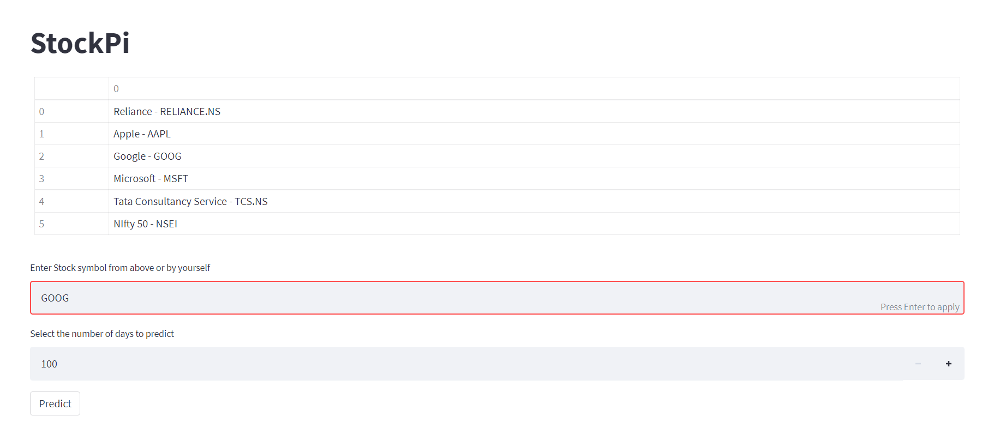 StockPi
0
0 Reliance - RELIANCE.NS
1 Apple - AAPL
2 Google - GOOG
3 Microsoft - MSFT
4 Tata Consultancy Service - TCS.NS
5 NIfty 50 - NSEI
Enter Stock symbol from above or by yourself
GOOG
Press Enter to apply
Select the number of days to predict
100 − +
Predict